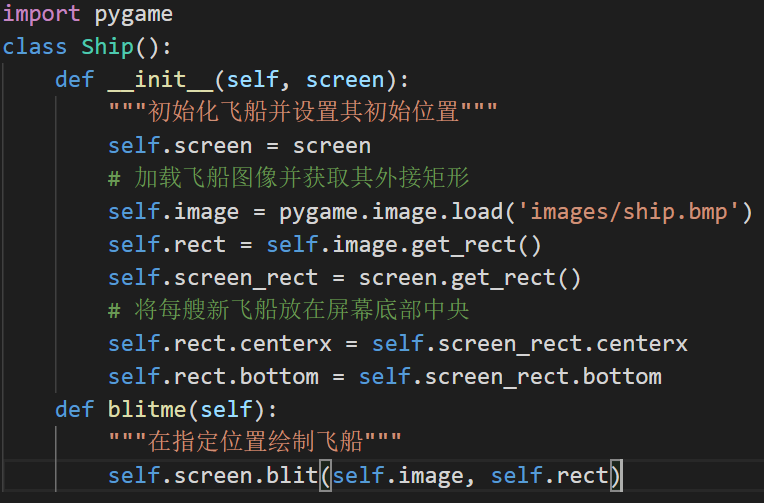 import pygame
class Ship():
    def __init__(self, screen):
        """初始化飞船并设置其初始位置"""
        self.screen = screen
        # 加载飞船图像并获取其外接矩形
        self.image = pygame.image.load('images/ship.bmp')
        self.rect = self.image.get_rect()
        self.screen_rect = screen.get_rect()
        # 将每艘新飞船放在屏幕底部中央
        self.rect.centerx = self.screen_rect.centerx
        self.rect.bottom = self.screen_rect.bottom
    def blitme(self):
        """在指定位置绘制飞船"""
        self.screen.blit(self.image, self.rect)